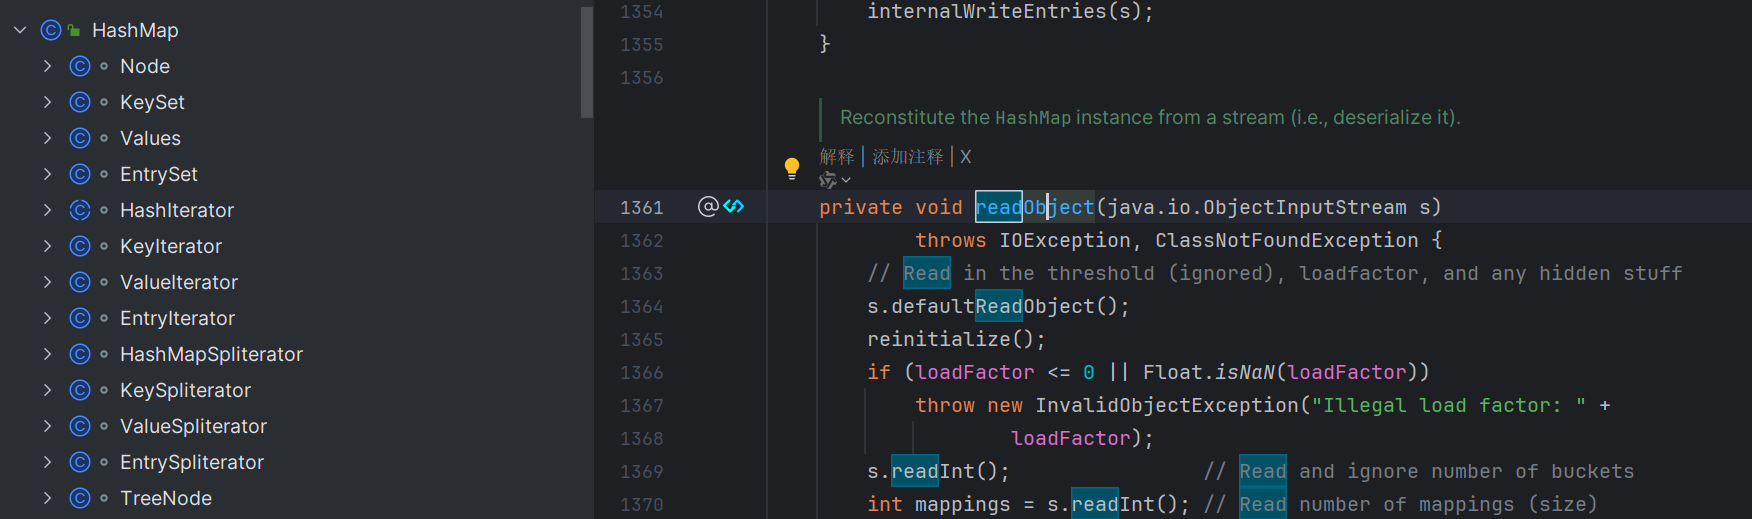 HashMap
Node
KeySet
Values
EntrySet
HashIterator
KeyIterator
ValueIterator
EntryIterator
HashMapSpliterator
KeySpliterator
ValueSpliterator
EntrySpliterator
TreeNode
1354 internalWriteEntries(s);
1355 }
1356
Reconstitute the HashMap instance from a stream (i.e., deserialize it).
解释 | 添加注释 | X
1361 @ private void readObject(java.io.ObjectInputStream s)
1362 throws IOException, ClassNotFoundException {
1363 // Read in the threshold (ignored), loadfactor, and any hidden stuff
1364 s.defaultReadObject();
1365 reinitialize();
1366 if (loadFactor <= 0 || Float.isNaN(loadFactor))
1367 throw new InvalidObjectException("Illegal load factor: " +
1368 loadFactor);
1369 s.readInt(); // Read and ignore number of buckets
1370 int mappings = s.readInt(); // Read number of mappings (size)